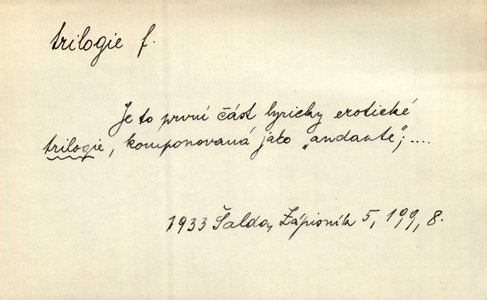 trilogie f.
Je to první část lyricky erotické
trilogie, komponovaná jako „andante“; ....
1933 Šalda, Zápisník 5, 199, 8.